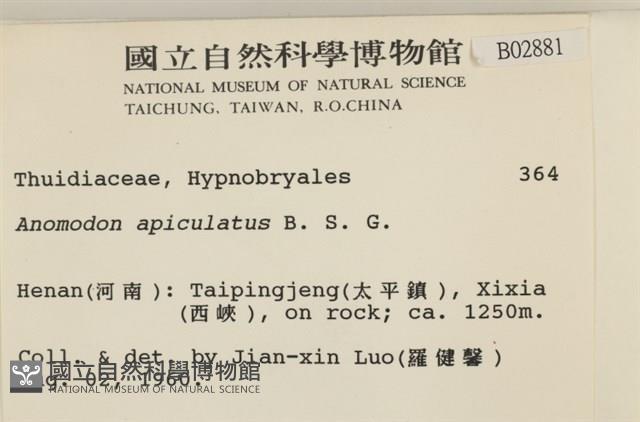 國立自然科學博物館
B02881
NATIONAL MUSEUM OF NATURAL SCIENCE
TAICHUNG, TAIWAN, R.O.CHINA
Thuidiaceae, Hypnobryales 364
Anomodon apiculatus B. S. G.
Henan(河南): Taipingjeng(太平鎮), Xixia
(西峽), on rock; ca. 1250m.
Coll. & det. by Jian-xin Luo(羅健馨)
02, 1960.
國立自然科學博物館
NATIONAL MUSEUM OF NATURAL SCIENCE